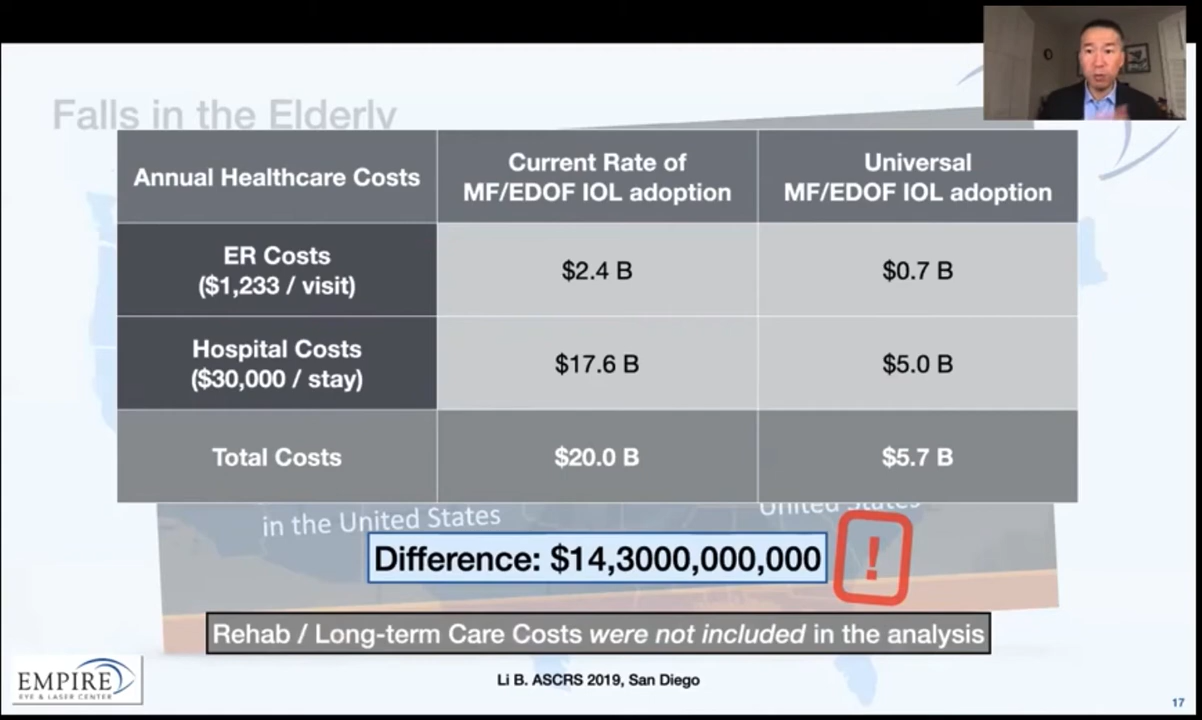 Falls in the Elderly
Annual Healthcare Costs
Current Rate of
MF/EDOF IOL adoption
Universal
MF/EDOF IOL adoption
ER Costs
($1,233 / visit)
$2.4 B
$0.7 B
Hospital Costs
($30,000 / stay)
$17.6 B
$5.0 B
Total Costs
$20.0 B
$5.7 B
in the United States
United States
Difference: $14,3000,000,000
!
Rehab / Long-term Care Costs were not included in the analysis
EMPIRE
EYE & LASER CENTER
Li B. ASCRS 2019, San Diego
17